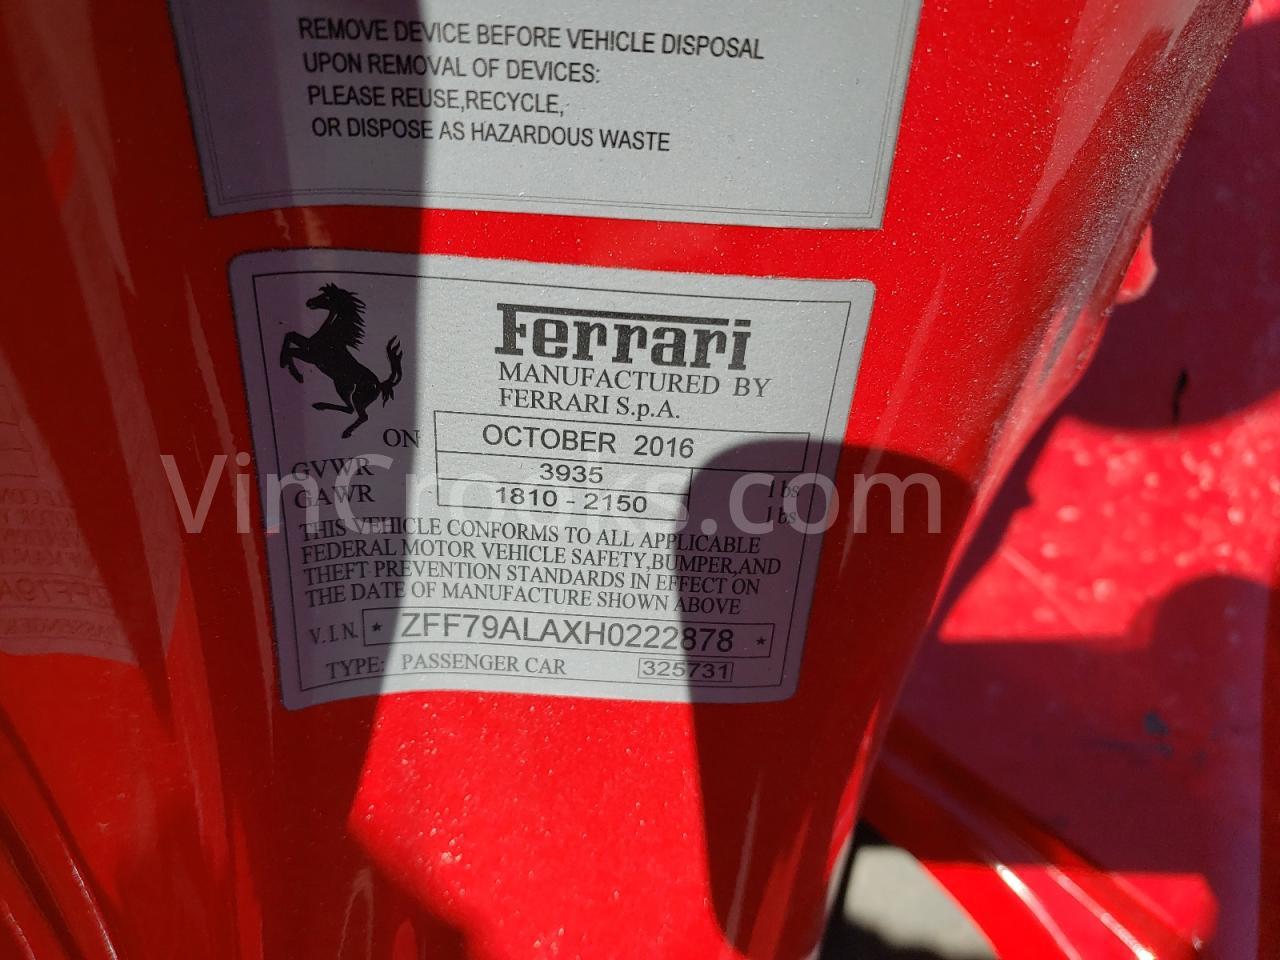 REMOVE DEVICE BEFORE VEHICLE DISPOSAL
UPON REMOVAL OF DEVICES:
PLEASE REUSE,RECYCLE,
OR DISPOSE AS HAZARDOUS WASTE
Ferrari
MANUFACTURED BY
FERRARI S.p.A.
ON OCTOBER 2016
GVWR 3935 lbs
GAWR 1810 - 2150 lbs
VinCracks.com
THIS VEHICLE CONFORMS TO ALL APPLICABLE
FEDERAL MOTOR VEHICLE SAFETY,BUMPER,AND
THEFT PREVENTION STANDARDS IN EFFECT ON
THE DATE OF MANUFACTURE SHOWN ABOVE
V.I.N. * ZFF79ALAXH0222878 *
TYPE: PASSENGER CAR 325731